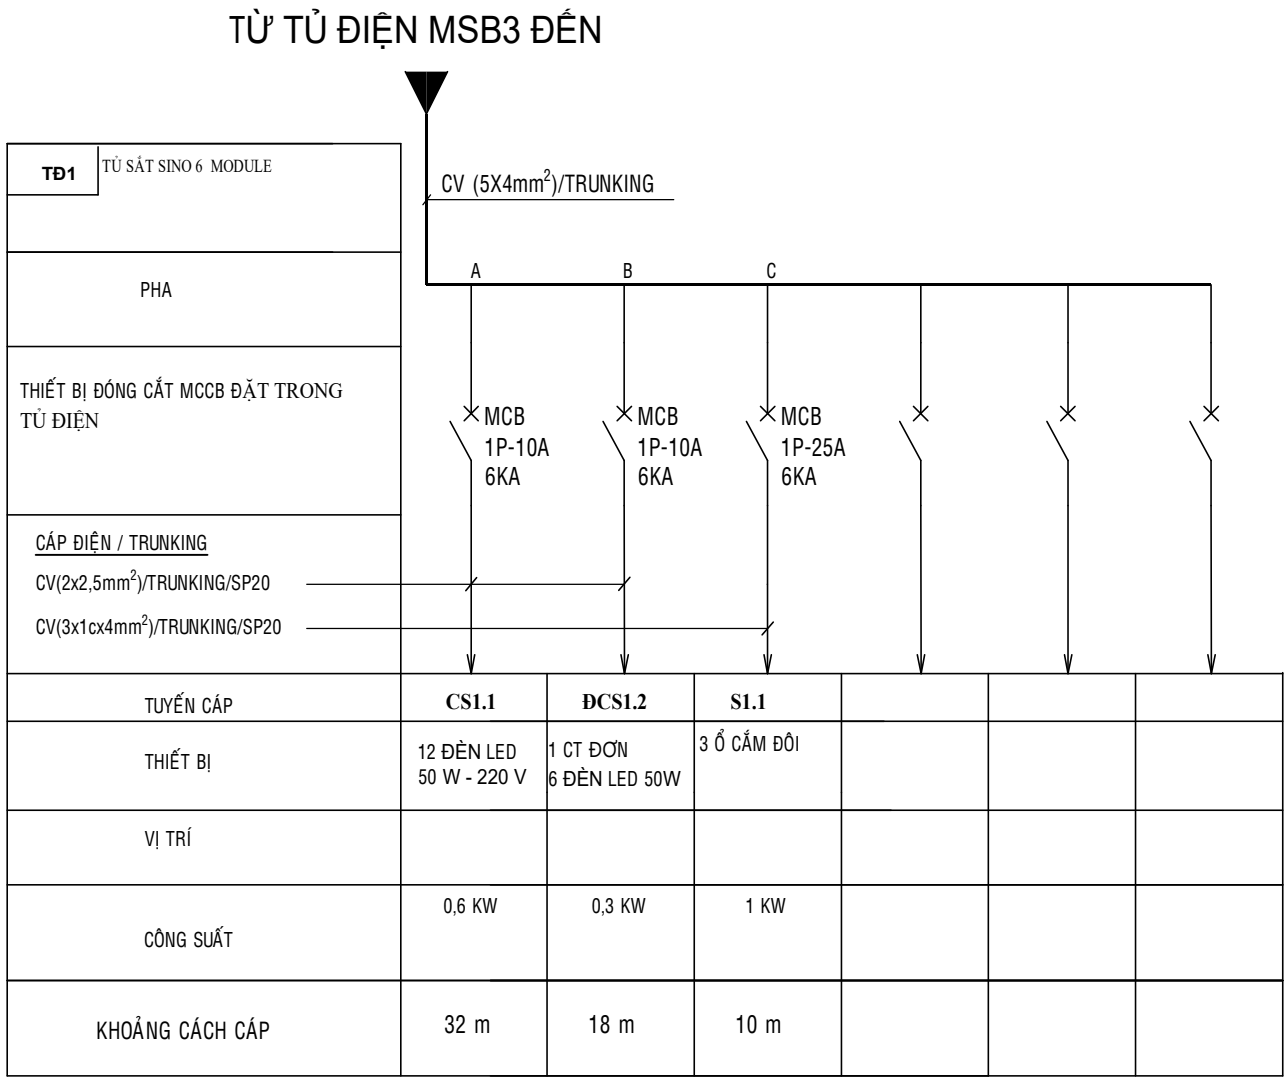 TỪ TỦ ĐIỆN MSB3 ĐẾN
TĐ1
TỦ SẮT SINO 6 MODULE
CV (5X4mm²)/TRUNKING
A B C
PHA
THIẾT BỊ ĐÓNG CẮT MCCB ĐẶT TRONG
TỦ ĐIỆN
MCB
1P-10A
6KA
MCB
1P-10A
6KA
MCB
1P-25A
6KA
CÁP ĐIỆN / TRUNKING
CV(2x2,5mm²)/TRUNKING/SP20
CV(3x1cx4mm²)/TRUNKING/SP20
TUYẾN CÁP CS1.1 ĐCS1.2 S1.1
THIẾT BỊ
12 ĐÈN LED
50 W - 220 V
1 CT ĐƠN
6 ĐÈN LED 50W
3 Ổ CẮM ĐÔI
VỊ TRÍ
CÔNG SUẤT 0,6 KW 0,3 KW 1 KW
KHOẢNG CÁCH CÁP 32 m 18 m 10 m